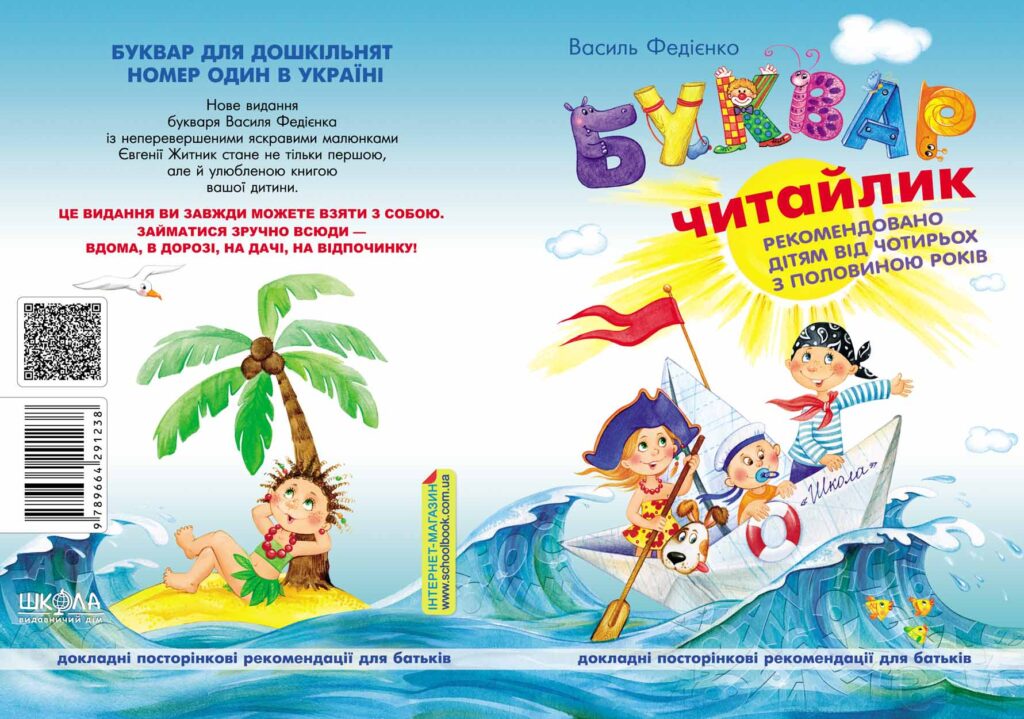 БУКВАР ДЛЯ ДОШКІЛЬНЯТ
НОМЕР ОДИН В УКРАЇНІ
Нове видання
букваря Василя Федієнка
із неперевершеними яскравими малюнками
Євгенії Житник стане не тільки першою,
але й улюбленою книгою
вашої дитини.
ЦЕ ВИДАННЯ ВИ ЗАВЖДИ МОЖЕТЕ ВЗЯТИ З СОБОЮ.
ЗАЙМАТИСЯ ЗРУЧНО ВСЮДИ —
ВДОМА, В ДОРОЗІ, НА ДАЧІ, НА ВІДПОЧИНКУ!
9 789664 291238
ІНТЕРНЕТ-МАГАЗИН
www.schoolbook.com.ua
ШКОЛА
видавничий дім
докладні посторінкові рекомендації для батьків
Василь Федієнко
БУКВАР
ЧИТАЙЛИК
РЕКОМЕНДОВАНО
ДІТЯМ ВІД ЧОТИРЬОХ
З ПОЛОВИНОЮ РОКІВ
"Школа"
докладні посторінкові рекомендації для батьків